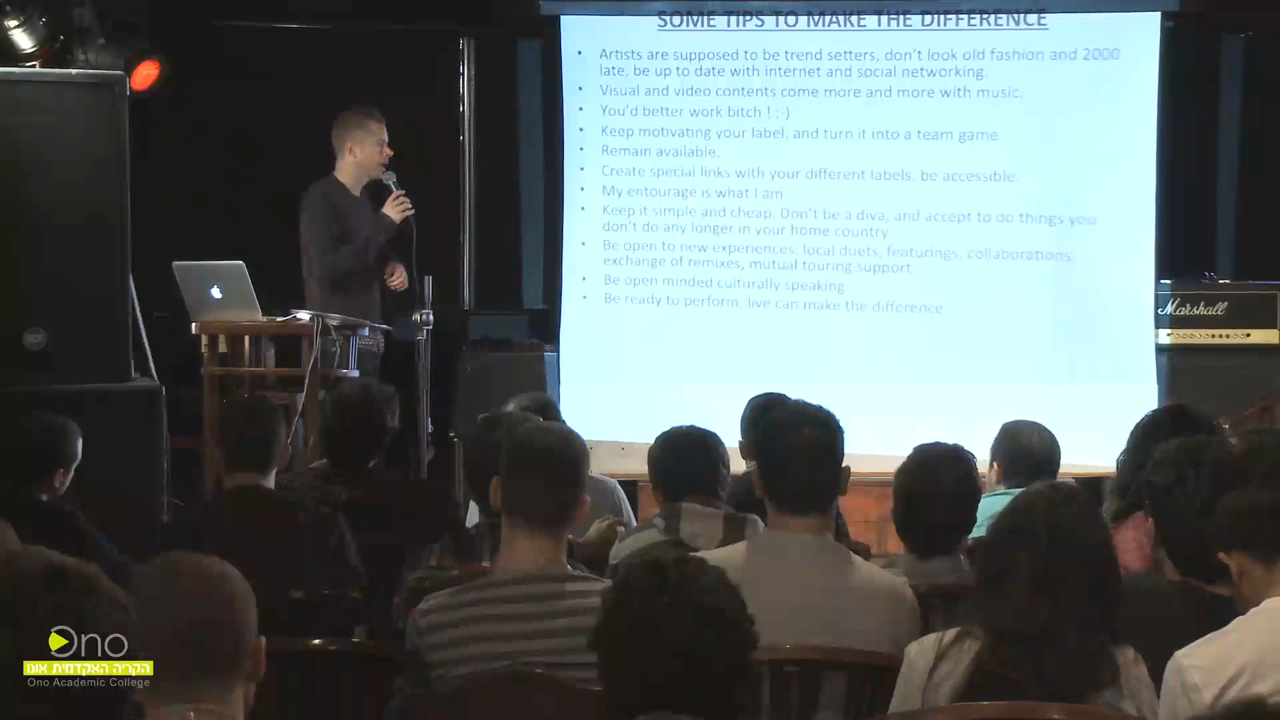 SOME TIPS TO MAKE THE DIFFERENCE
• Artists are supposed to be trend setters, don't look old fashion and 2000
late, be up to date with internet and social networking.
• Visual and video contents come more and more with music.
• You'd better work bitch ! ;-)
• Keep motivating your label, and turn it into a team game.
• Remain available.
• Create special links with your different labels, be accessible.
• My entourage is what I am
• Keep it simple and cheap. Don't be a diva, and accept to do things you
don't do any longer in your home country
• Be open to new experiences: local duets, featurings, collaborations,
exchange of remixes, mutual touring support.
• Be open minded culturally speaking
• Be ready to perform, live can make the difference
Marshall
Ono
הקריה האקדמית אונו
Ono Academic College